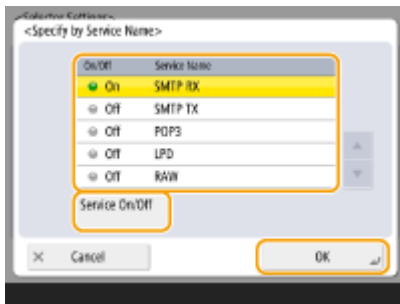 <Selector Settings>
<Specify by Service Name>
On/Off Service Name
On SMTP RX
Off SMTP TX
Off POP3
Off LPD
Off RAW
Service On/Off
× Cancel OK